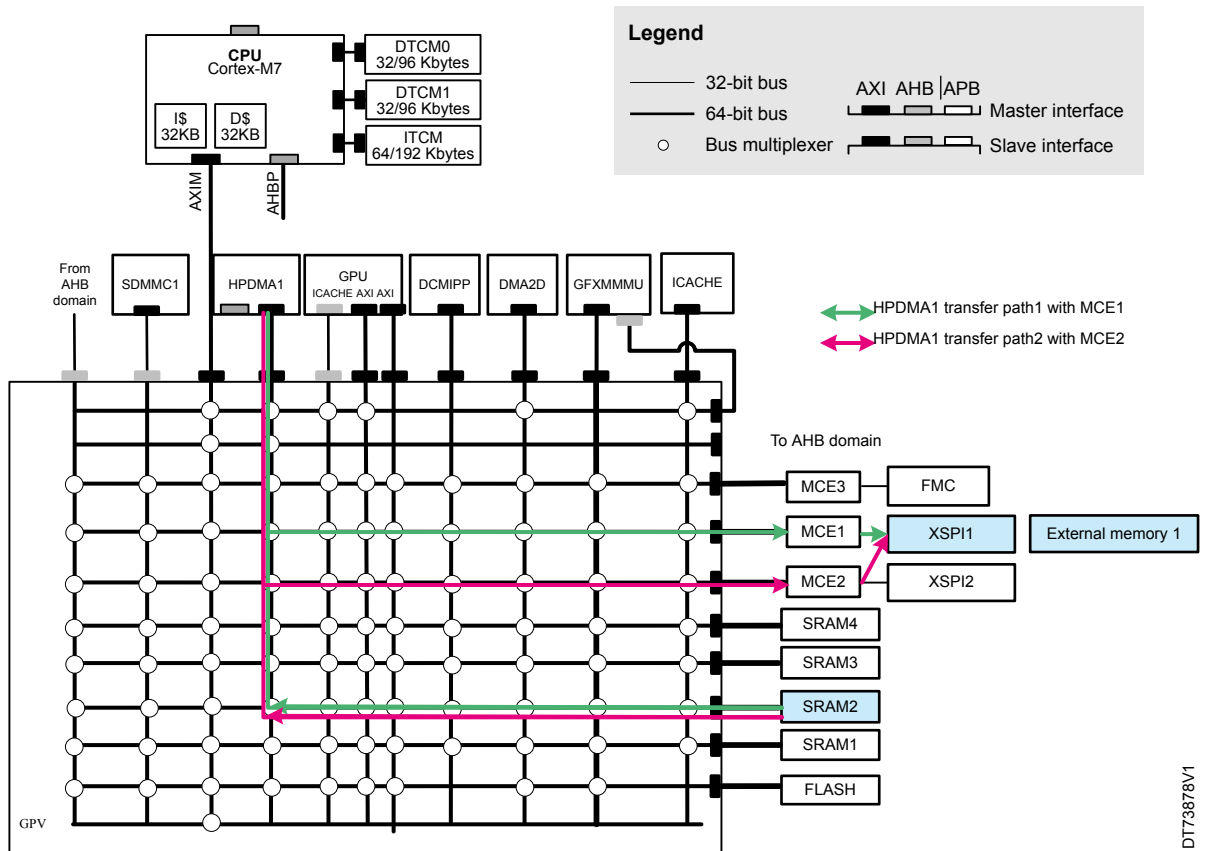 CPU
Cortex-M7
I$
32KB
D$
32KB
DTCM0
32/96 Kbytes
DTCM1
32/96 Kbytes
ITCM
64/192 Kbytes
AXIM
AHBP
Legend
32-bit bus
64-bit bus
Bus multiplexer
AXI AHB APB
Master interface
Slave interface
From
AHB
domain
SDMMC1
HPDMA1
GPU
ICACHE AXI AXI
DCMIPP
DMA2D
GFXMMMU
ICACHE
HPDMA1 transfer path1 with MCE1
HPDMA1 transfer path2 with MCE2
To AHB domain
MCE3
FMC
MCE1
XSPI1
External memory 1
MCE2
XSPI2
SRAM4
SRAM3
SRAM2
SRAM1
FLASH
GPV
DT73878V1